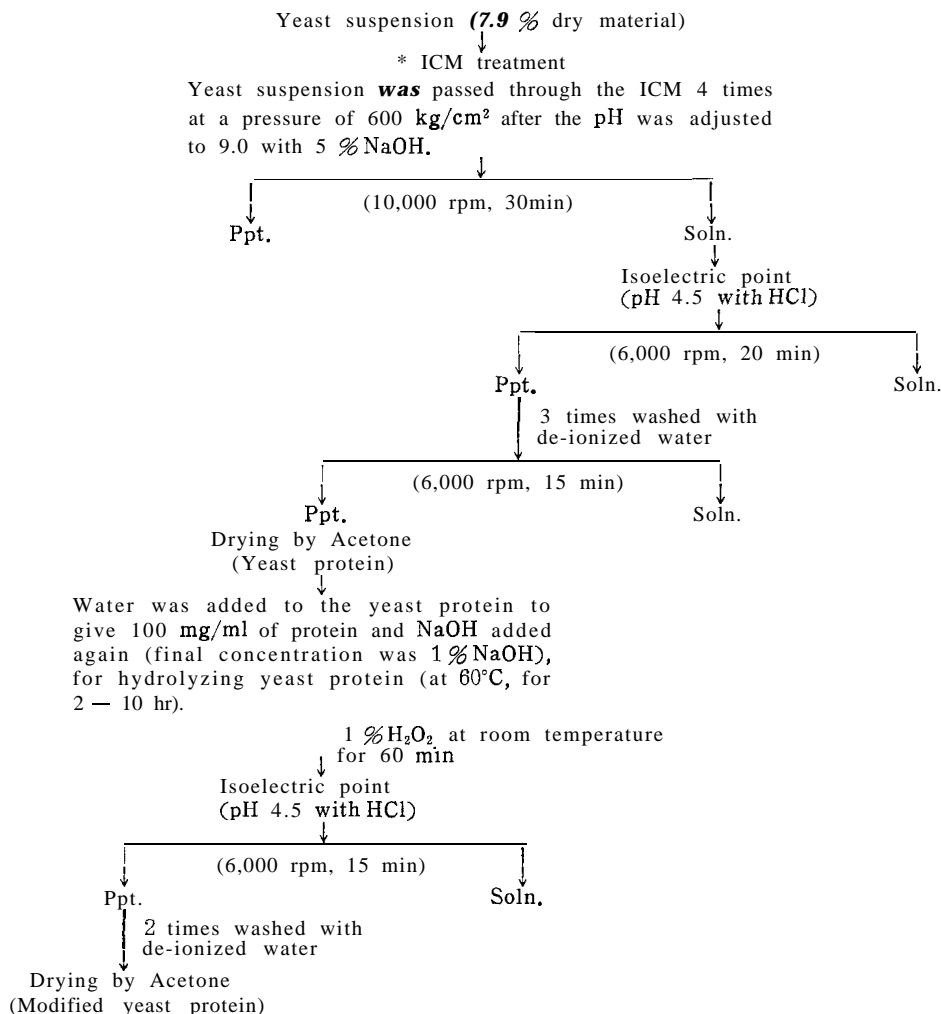 Yeast suspension (7.9 % dry material)
* ICM treatment
Yeast suspension was passed through the ICM 4 times
at a pressure of 600 kg/cm² after the pH was adjusted
to 9.0 with 5 % NaOH.
(10,000 rpm, 30min)
Ppt.
Soln.
Isoelectric point
(pH 4.5 with HCl)
(6,000 rpm, 20 min)
Ppt.
Soln.
3 times washed with
de-ionized water
(6,000 rpm, 15 min)
Ppt.
Soln.
Drying by Acetone
(Yeast protein)
Water was added to the yeast protein to
give 100 mg/ml of protein and NaOH added
again (final concentration was 1 % NaOH),
for hydrolyzing yeast protein (at 60°C, for
2 — 10 hr).
1 % H₂O₂ at room temperature
for 60 min
Isoelectric point
(pH 4.5 with HCl)
(6,000 rpm, 15 min)
Ppt.
Soln.
2 times washed with
de-ionized water
Drying by Acetone
(Modified yeast protein)